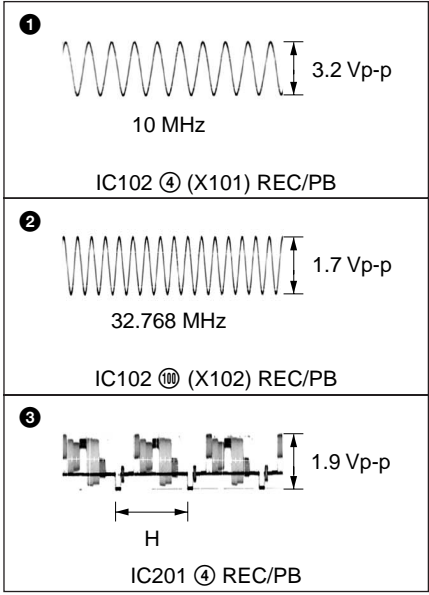 ❶
3.2 Vp-p
10 MHz
IC102 ④ (X101) REC/PB
❷
1.7 Vp-p
32.768 MHz
IC102 ⑩⓪ (X102) REC/PB
❸
1.9 Vp-p
H
IC201 ④ REC/PB